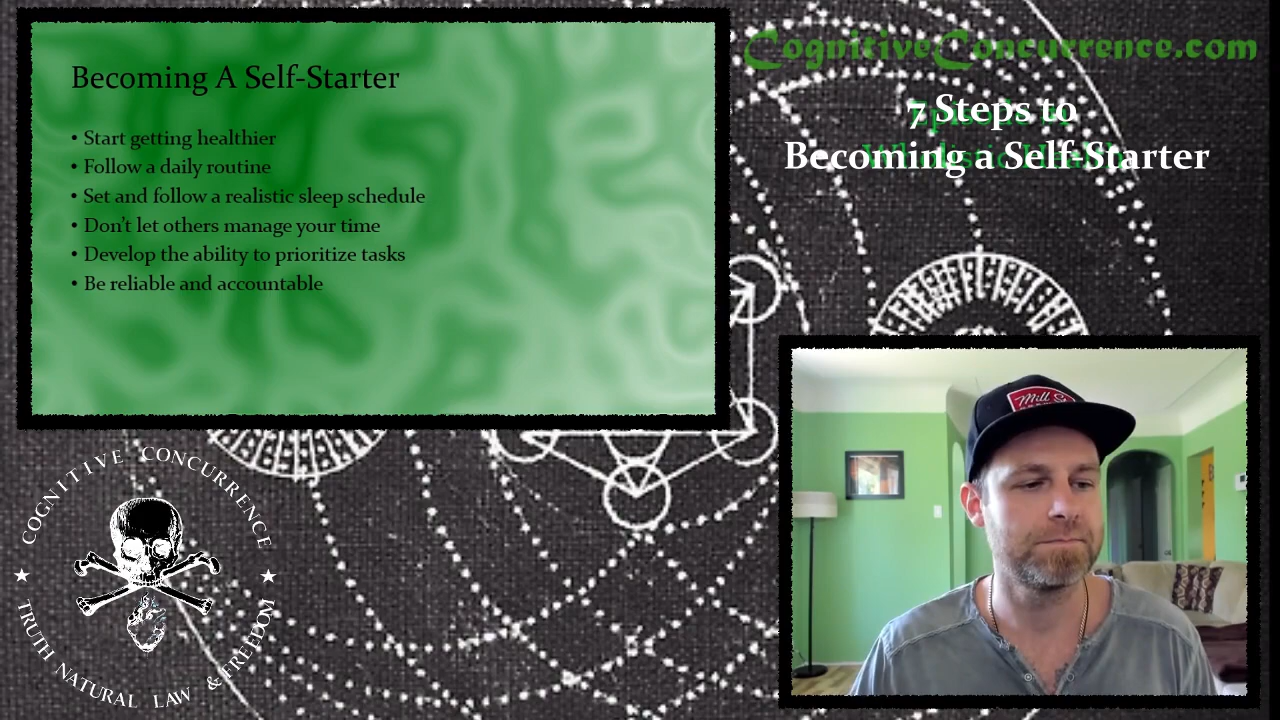 CognitiveConcurrence.com
7 Steps to
Becoming a Self-Starter
Becoming A Self-Starter
• Start getting healthier
• Follow a daily routine
• Set and follow a realistic sleep schedule
• Don't let others manage your time
• Develop the ability to prioritize tasks
• Be reliable and accountable
COGNITIVE CONCURRENCE
TRUTH NATURAL LAW & FREEDOM
Mill